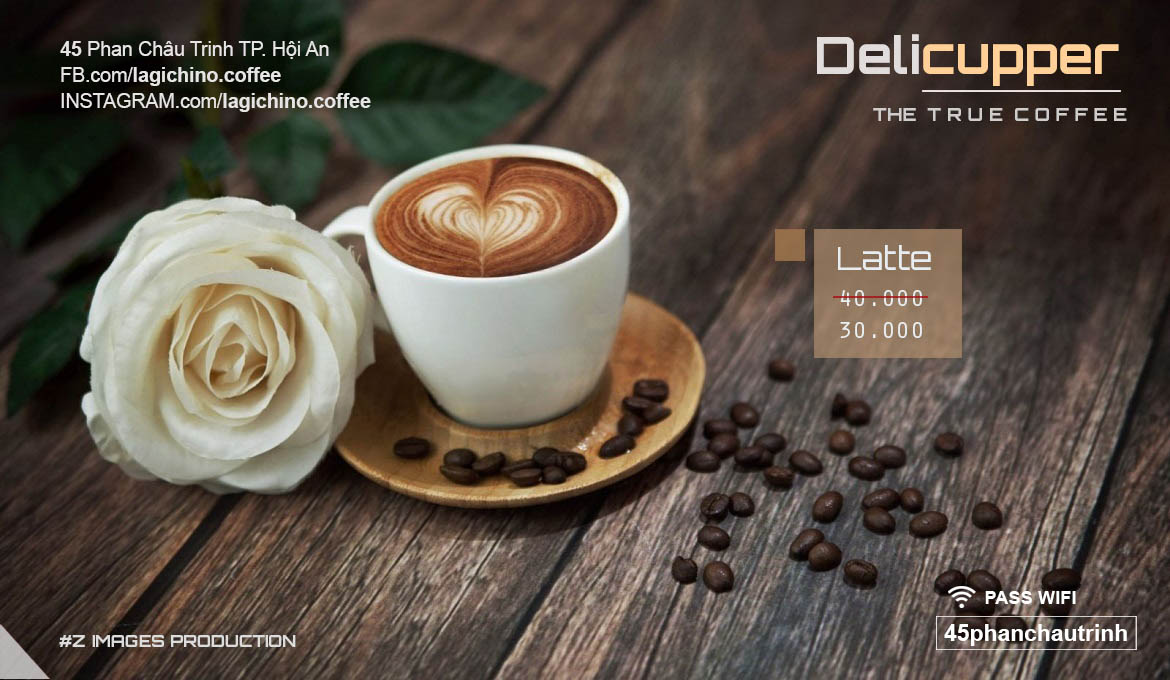 45 Phan Châu Trinh TP. Hội An
FB.com/lagichino.coffee
INSTAGRAM.com/lagichino.coffee
Delicupper
THE TRUE COFFEE
Latte
40.000
30.000
PASS WIFI
45phanchautrinh
#Z IMAGES PRODUCTION